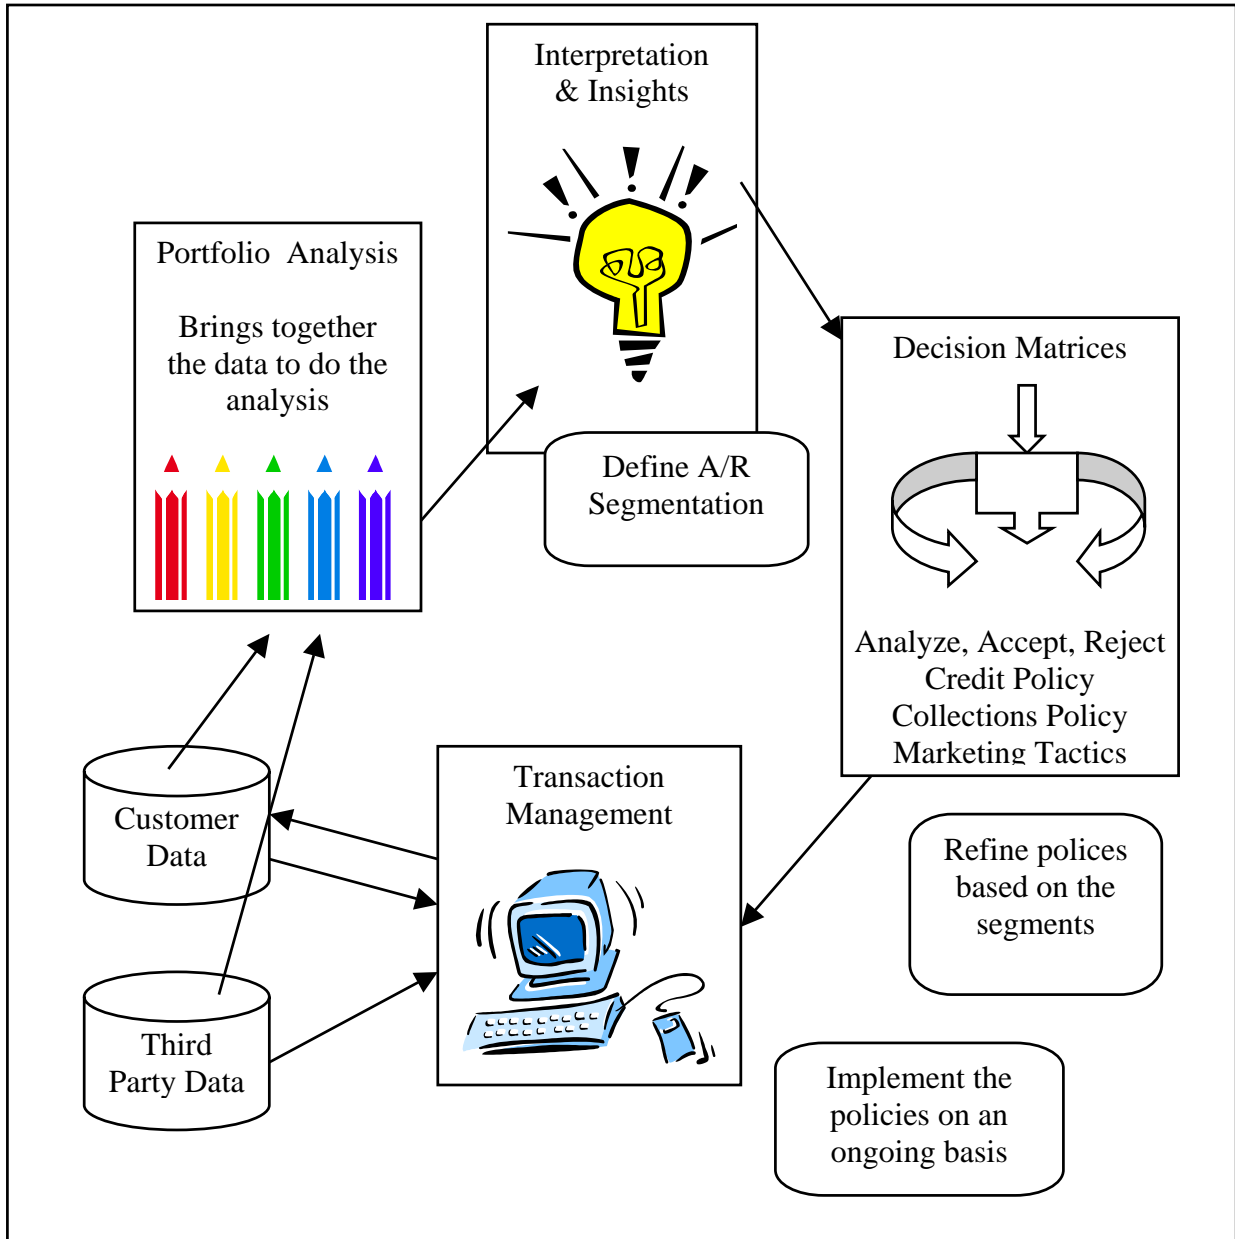 Interpretation
& Insights
Portfolio  Analysis
Brings together
the data to do the
analysis
Define A/R
Segmentation
Decision Matrices
Analyze, Accept, Reject
Credit Policy
Collections Policy
Marketing Tactics
Customer
Data
Transaction
Management
Refine polices
based on the
segments
Third
Party Data
Implement the
policies on an
ongoing basis